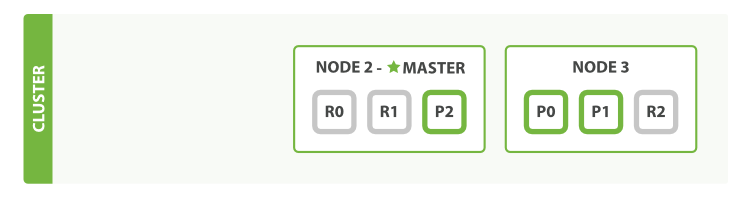 CLUSTER
NODE 2 - ★ MASTER
R0 R1 P2
NODE 3
P0 P1 R2